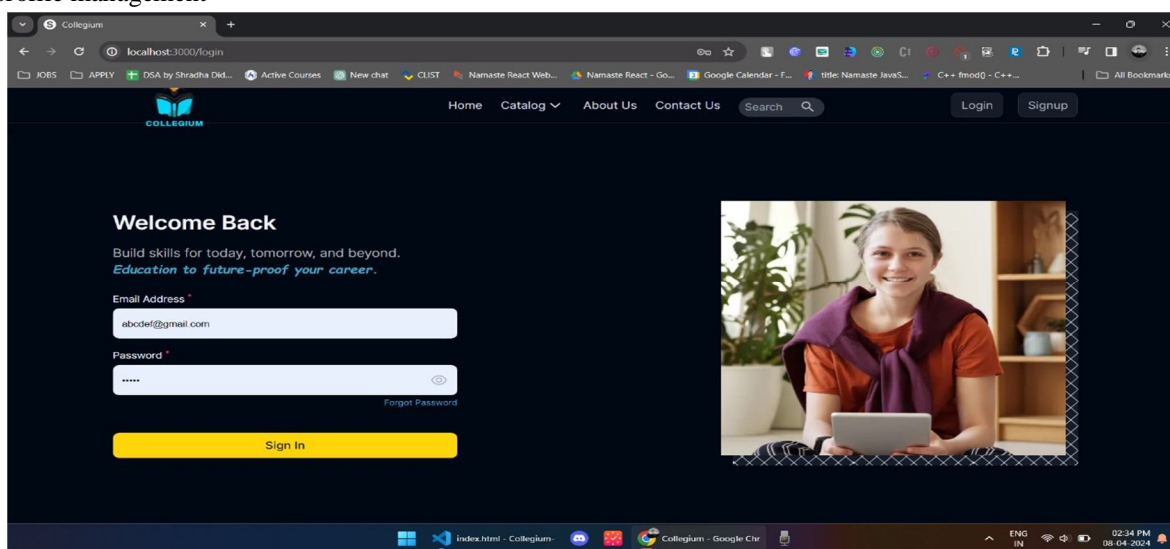 Collegium
localhost:3000/login
JOBS APPLY DSA by Shradha Did... Active Courses New chat CLIST Namaste React Web... Namaste React - Go... Google Calendar - F... title: Namaste JavaS... C++ fmod() - C++... All Bookmarks
COLLEGIUM
Home Catalog About Us Contact Us Search Login Signup
Welcome Back
Build skills for today, tomorrow, and beyond.
Education to future-proof your career.
Email Address *
abcdef@gmail.com
Password *
•••••
Forgot Password
Sign In
index.html - Collegium- Collegium - Google Chr ENG 02:34 PM
IN 08-04-2024